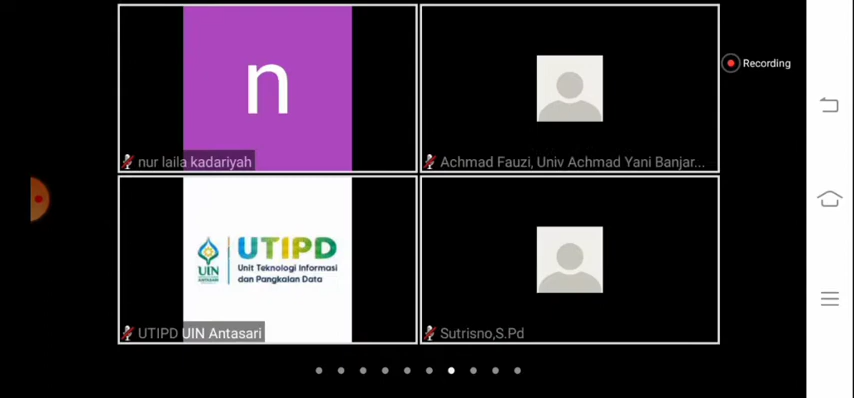 n
Recording
nur laila kadariyah
Achmad Fauzi, Univ Achmad Yani Banjar...
UIN
UTIPD
Unit Teknologi Informasi
dan Pangkalan Data
UTIPD UIN Antasari
Sutrisno,S.Pd